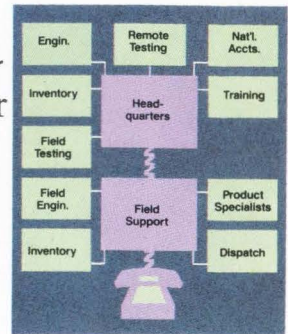 Engin.
Remote
Testing
Nat'l.
Accts.
Inventory
Head-
quarters
Training
Field
Testing
Field
Engin.
Field
Support
Product
Specialists
Inventory
Dispatch
r